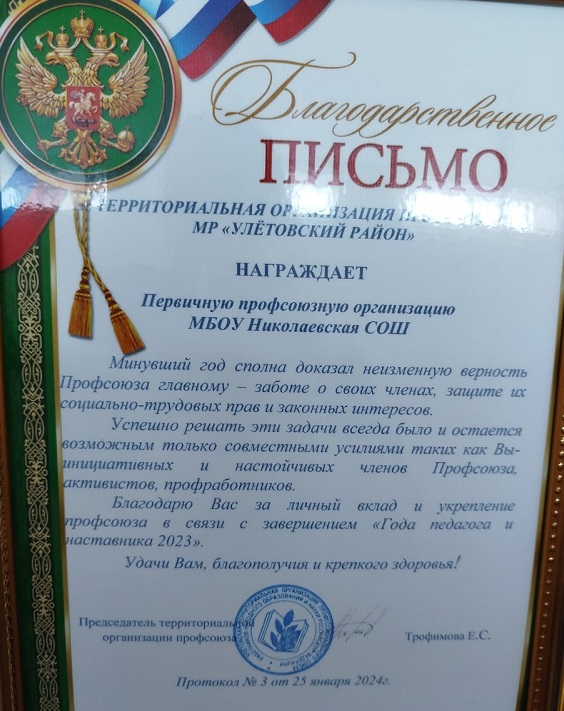 Благодарственное
ПИСЬМО
ТЕРРИТОРИАЛЬНАЯ ОРГАНИЗАЦИЯ
МР «УЛЁТОВСКИЙ РАЙОН»
НАГРАЖДАЕТ
Первичную профсоюзную организацию
МБОУ Николаевская СОШ
Минувший год сполна доказал неизменную верность
Профсоюза главному – заботе о своих членах, защите их
социально-трудовых прав и законных интересов.
Успешно решать эти задачи всегда было и остается
возможным только совместными усилиями таких как Вы-
инициативных и настойчивых членов Профсоюза,
активистов, профработников.
Благодарю Вас за личный вклад и укрепление
профсоюза в связи с завершением «Года педагога и
наставника 2023».
Удачи Вам, благополучия и крепкого здоровья!
Председатель территориальной
организации профсоюза
Трофимова Е.С.
Протокол № 3 от 25 января 2024г.